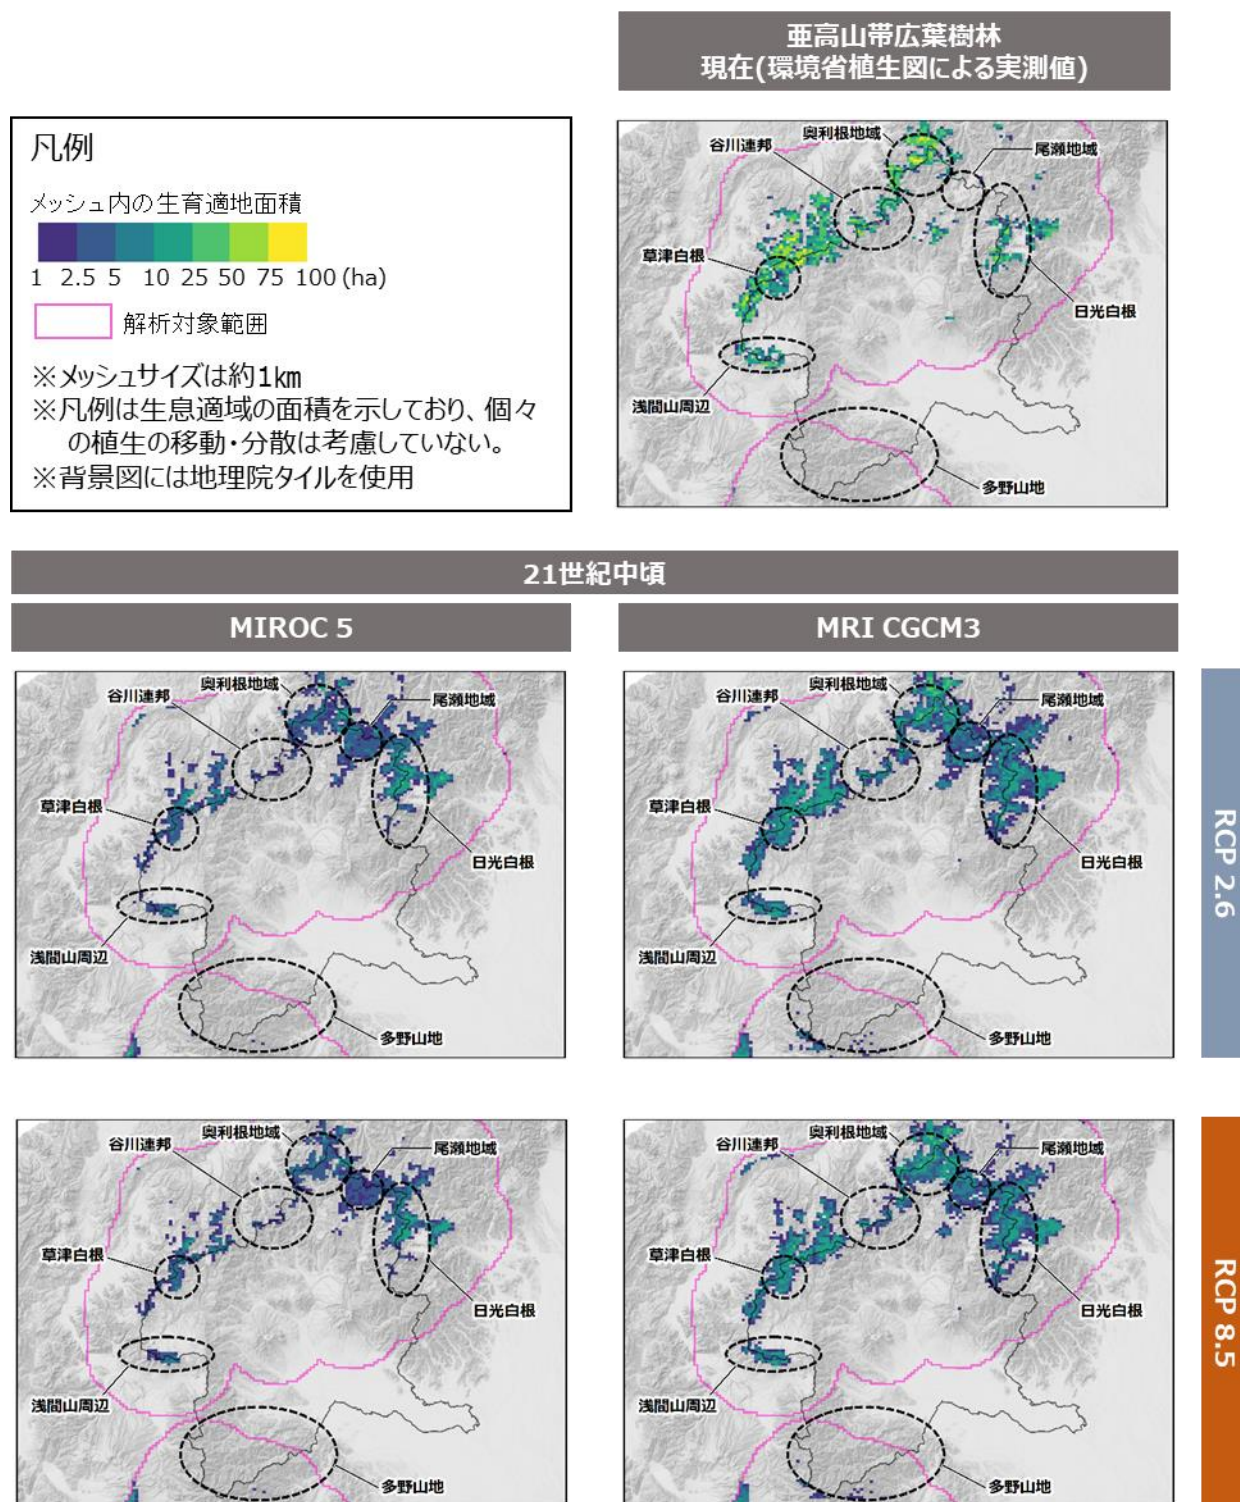 亜高山帯広葉樹林
現在(環境省植生図による実測値)
凡例
メッシュ内の生育適地面積
1 2.5 5 10 25 50 75 100 (ha)
解析対象範囲
※メッシュサイズは約1km
※凡例は生息適域の面積を示しており、個々
の植生の移動・分散は考慮していない。
※背景図には地理院タイルを使用
奥利根地域
谷川連邦
尾瀬地域
草津白根
日光白根
浅間山周辺
多野山地
21世紀中頃
MIROC 5
MRI CGCM3
奥利根地域
谷川連邦
尾瀬地域
草津白根
日光白根
浅間山周辺
多野山地
奥利根地域
谷川連邦
尾瀬地域
草津白根
日光白根
浅間山周辺
多野山地
RCP 2.6
奥利根地域
谷川連邦
尾瀬地域
草津白根
日光白根
浅間山周辺
多野山地
奥利根地域
谷川連邦
尾瀬地域
草津白根
日光白根
浅間山周辺
多野山地
RCP 8.5